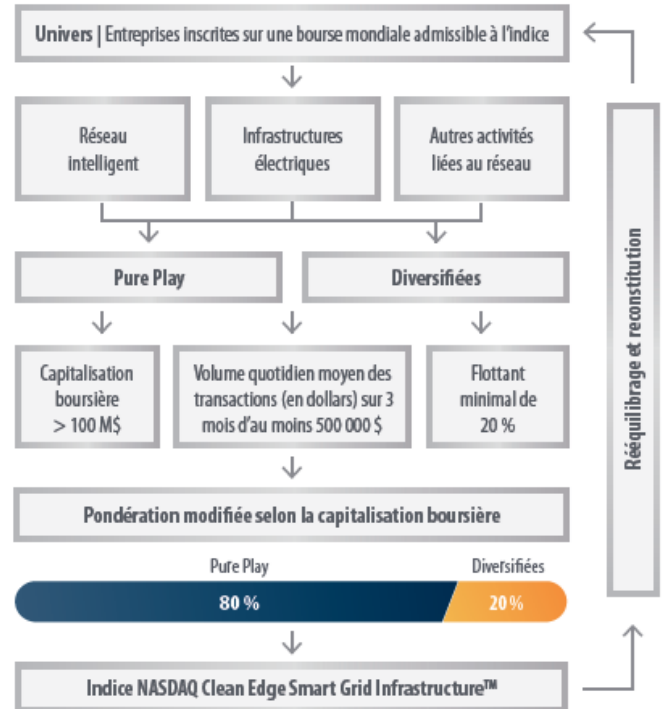 Univers | Entreprises inscrites sur une bourse mondiale admissible à l'indice
Réseau
intelligent
Infrastructures
électriques
Autres activités
liées au réseau
Pure Play
Diversifiées
Capitalisation
boursière
> 100 M$
Volume quotidien moyen des
transactions (en dollars) sur 3
mois d'au moins 500 000 $
Flottant
minimal de
20 %
Pondération modifiée selon la capitalisation boursière
Pure Play
Diversifiées
80 %
20 %
Indice NASDAQ Clean Edge Smart Grid Infrastructure™
Rééquilibrage et reconstitution